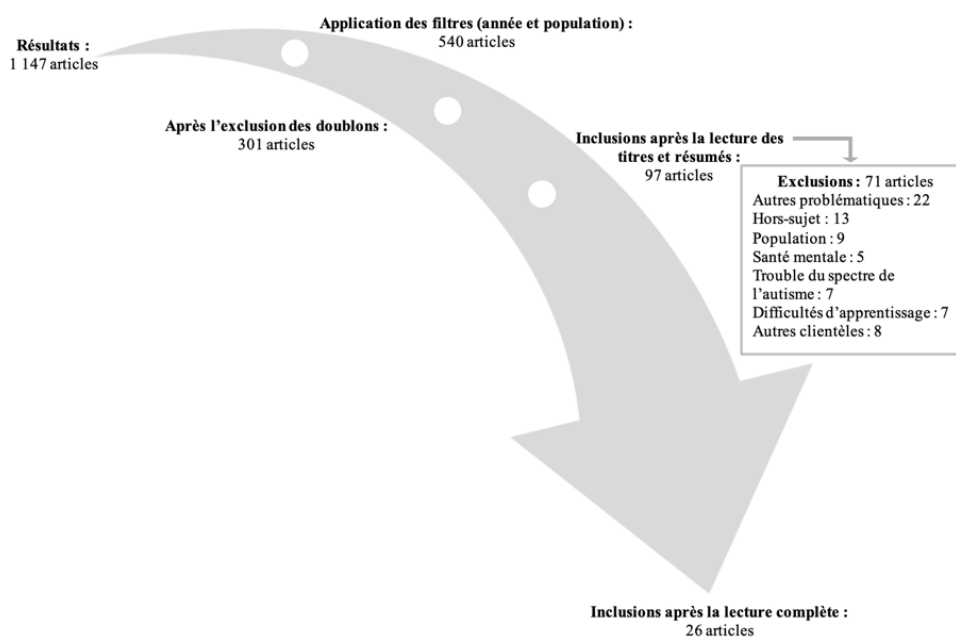 Résultats :
1 147 articles
Application des filtres (année et population) :
540 articles
Après l’exclusion des doublons :
301 articles
Inclusions après la lecture des
titres et résumés :
97 articles
Exclusions : 71 articles
Autres problématiques : 22
Hors-sujet : 13
Population : 9
Santé mentale : 5
Trouble du spectre de
l’autisme : 7
Difficultés d’apprentissage : 7
Autres clientèles : 8
Inclusions après la lecture complète :
26 articles